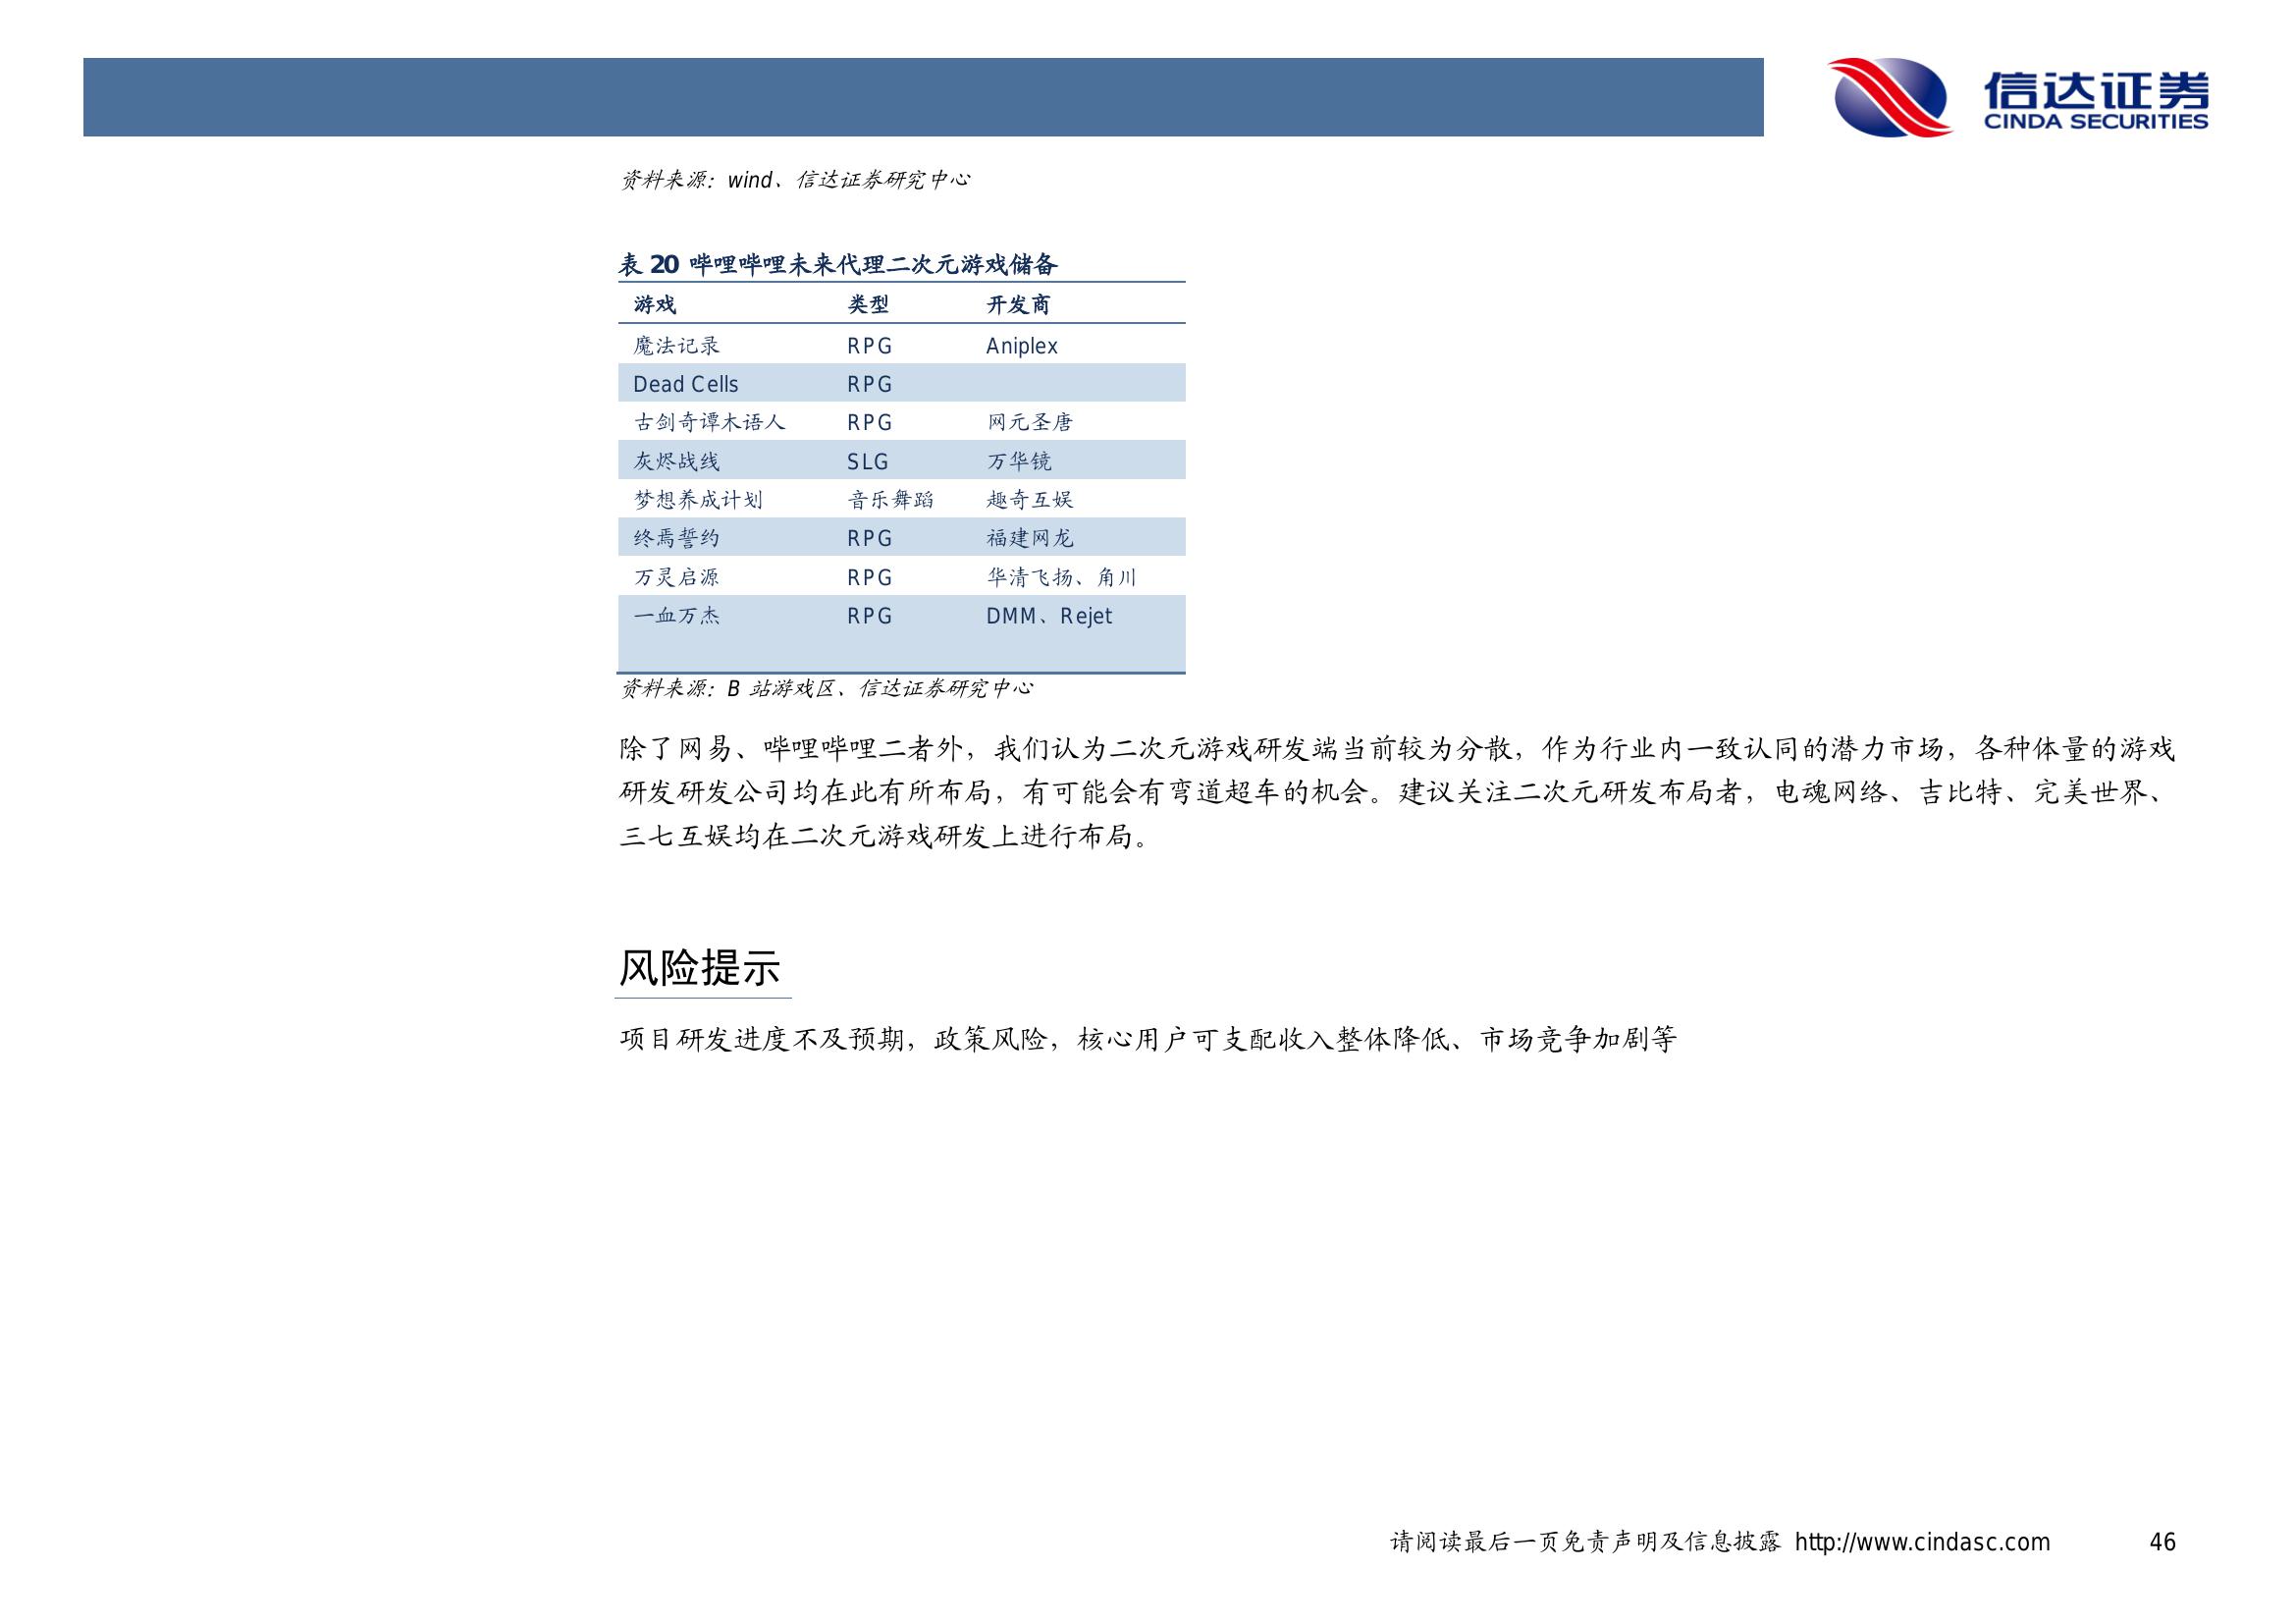 信达证券
CINDA SECURITIES
资料来源：wind、信达证券研究中心
表 20 哔哩哔哩未来代理二次元游戏储备
游戏 类型 开发商
魔法记录 RPG Aniplex
Dead Cells RPG
古剑奇谭木语人 RPG 网元圣唐
灰烬战线 SLG 万华镜
梦想养成计划 音乐舞蹈 趣奇互娱
终焉誓约 RPG 福建网龙
万灵启源 RPG 华清飞扬、角川
一血万杰 RPG DMM、Rejet
资料来源：B 站游戏区、信达证券研究中心
除了网易、哔哩哔哩二者外，我们认为二次元游戏研发端当前较为分散，作为行业内一致认同的潜力市场，各种体量的游戏
研发研发公司均在此有所布局，有可能会有弯道超车的机会。建议关注二次元研发布局者，电魂网络、吉比特、完美世界、
三七互娱均在二次元游戏研发上进行布局。
风险提示
项目研发进度不及预期，政策风险，核心用户可支配收入整体降低、市场竞争加剧等
请阅读最后一页免责声明及信息披露 http://www.cindasc.com 46